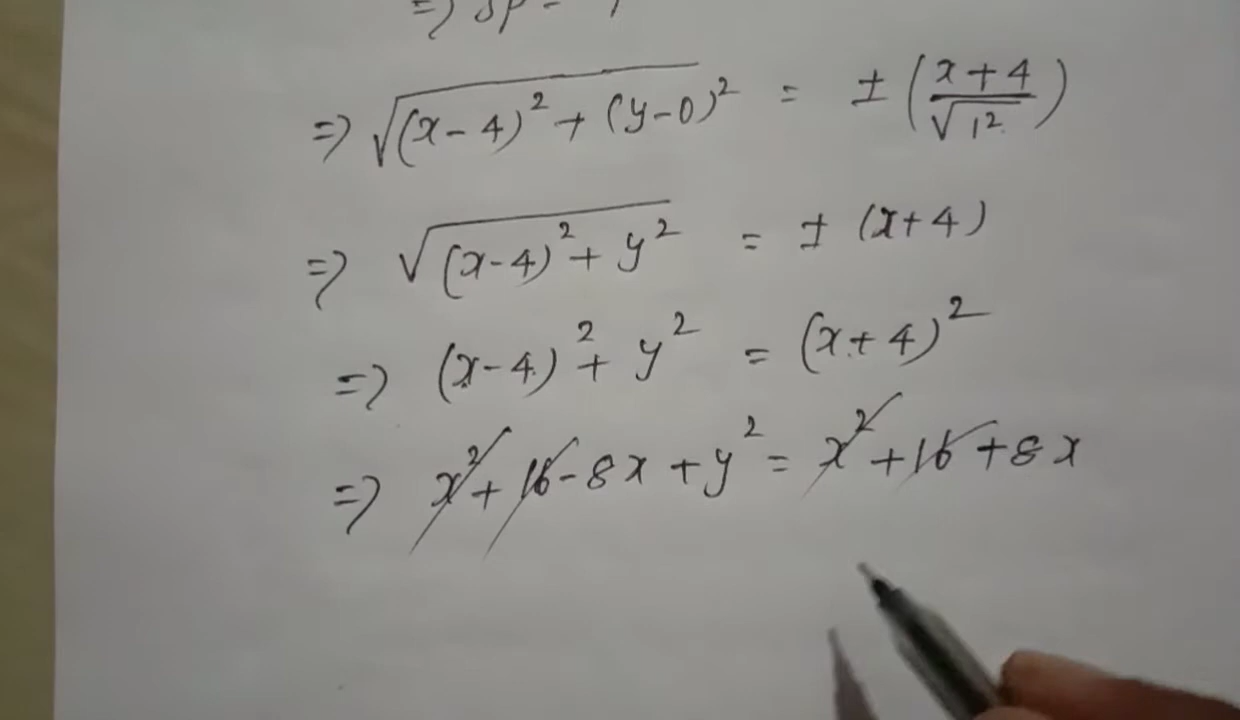 => √(x-4)² + (y-0)² = ± (x+4/√1²)
=> √(x-4)² + y² = ± (x+4)
=> (x-4)² + y² = (x+4)²
=> x² + 16 - 8x + y² = x² + 16 + 8x